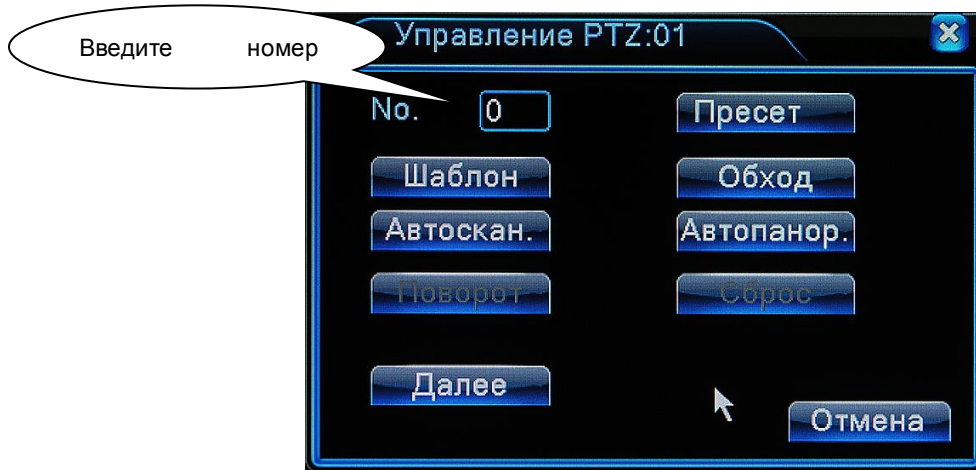 Введите номер
Управление PTZ:01
No. 0 Пресет
Шаблон Обход
Автоскан. Автопанор.
Поворот Сброс
Далее
Отмена